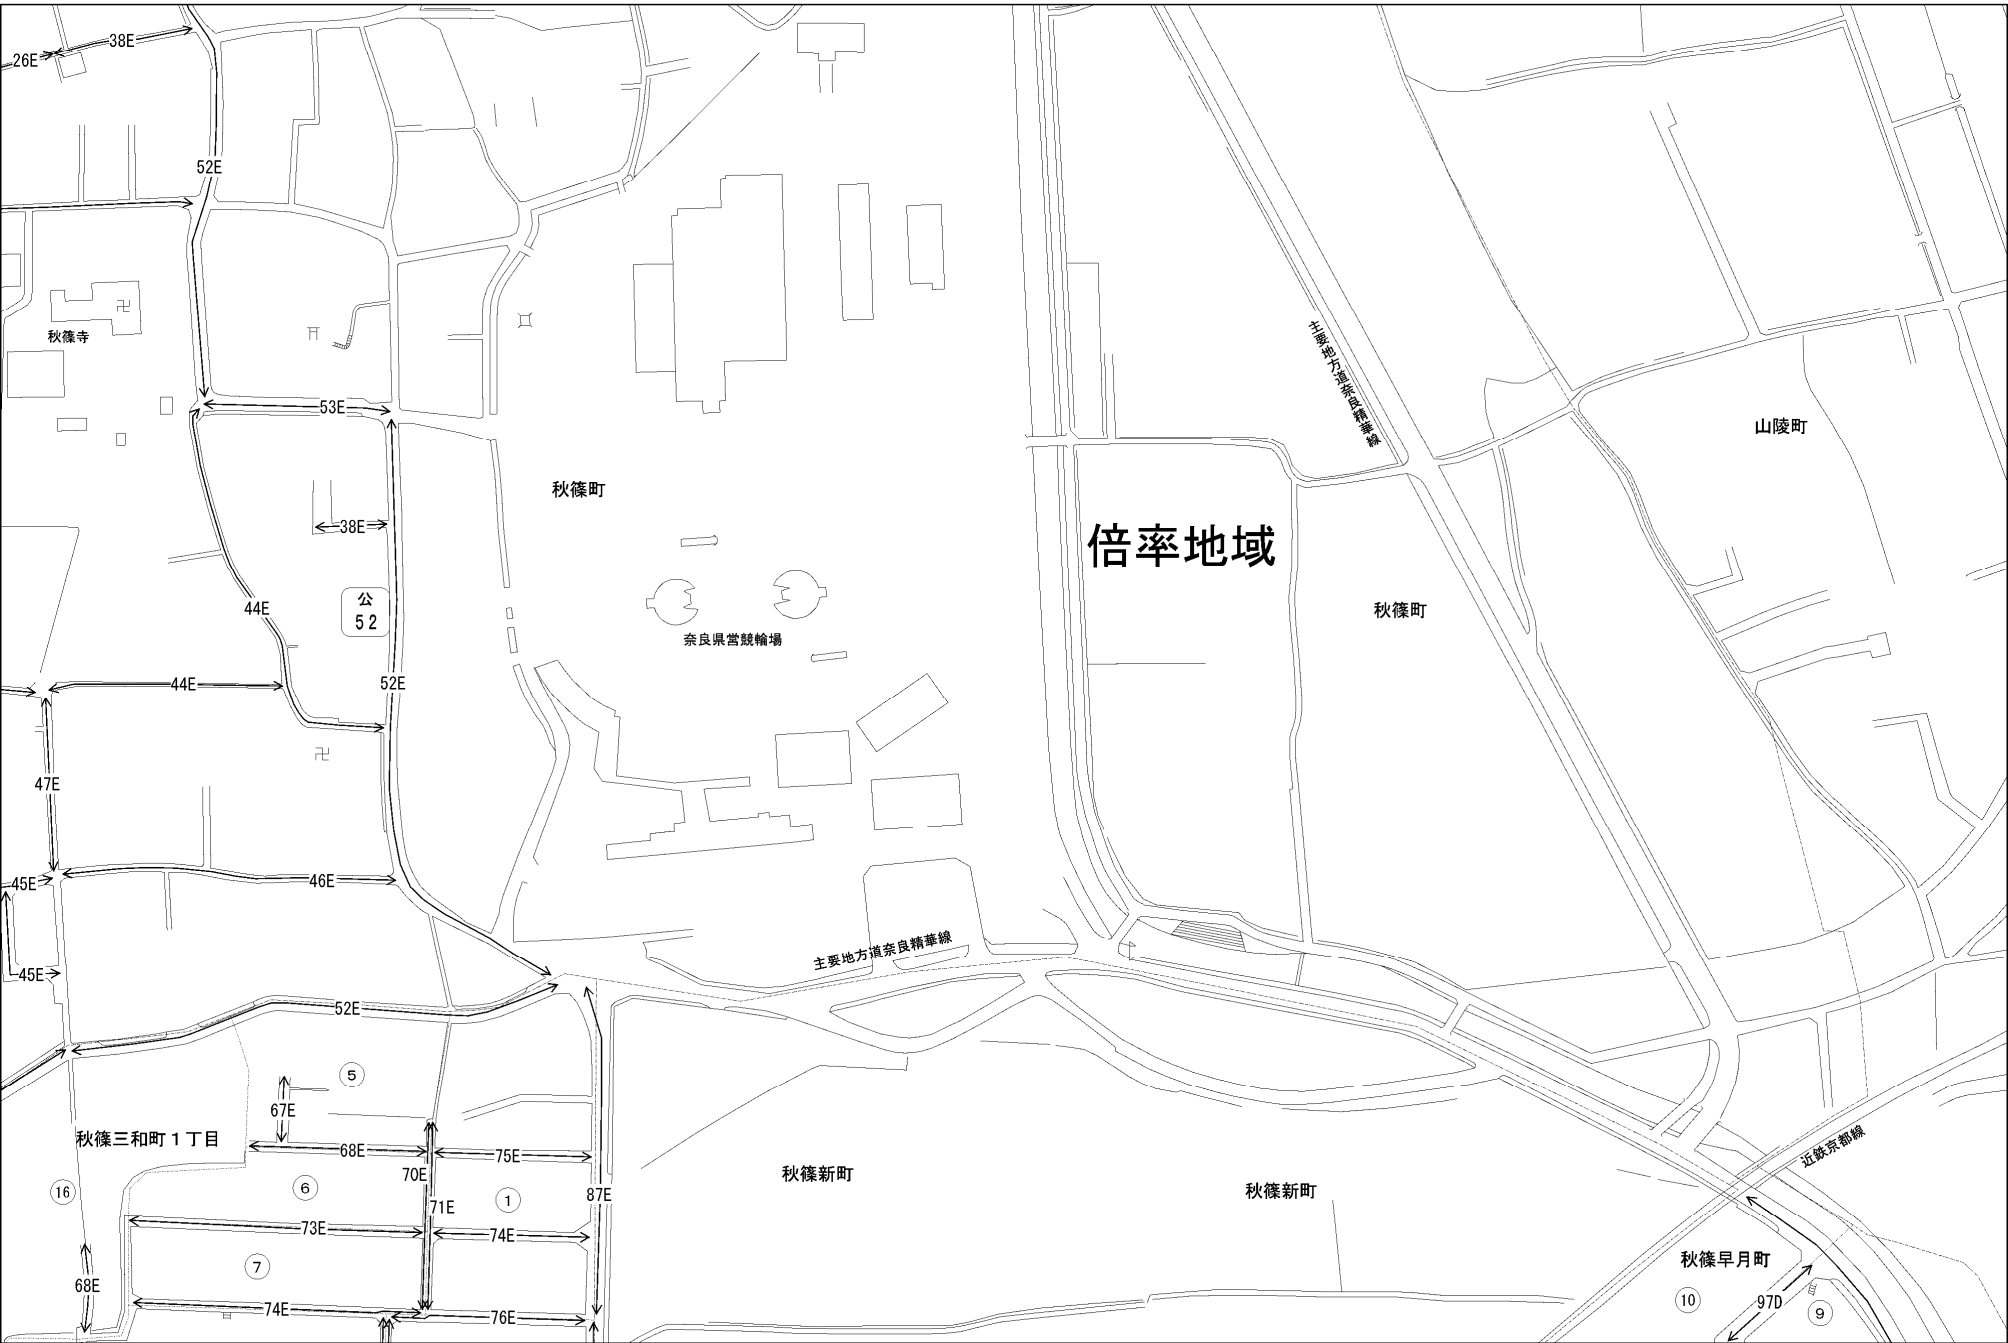 38E
26E
52E
秋篠寺
53E
主要地方道奈良精華線
山陵町
秋篠町
38E
倍率地域
公
52
44E
秋篠町
奈良県営競輪場
44E
52E
47E
46E
45E
主要地方道奈良精華線
45E
52E
⑤
67E
秋篠三和町1丁目
68E
75E
近鉄京都線
70E
秋篠新町
秋篠新町
⑯
⑥
①
87E
71E
73E
74E
秋篠早月町
⑦
68E
74E
76E
⑩
97D
⑨